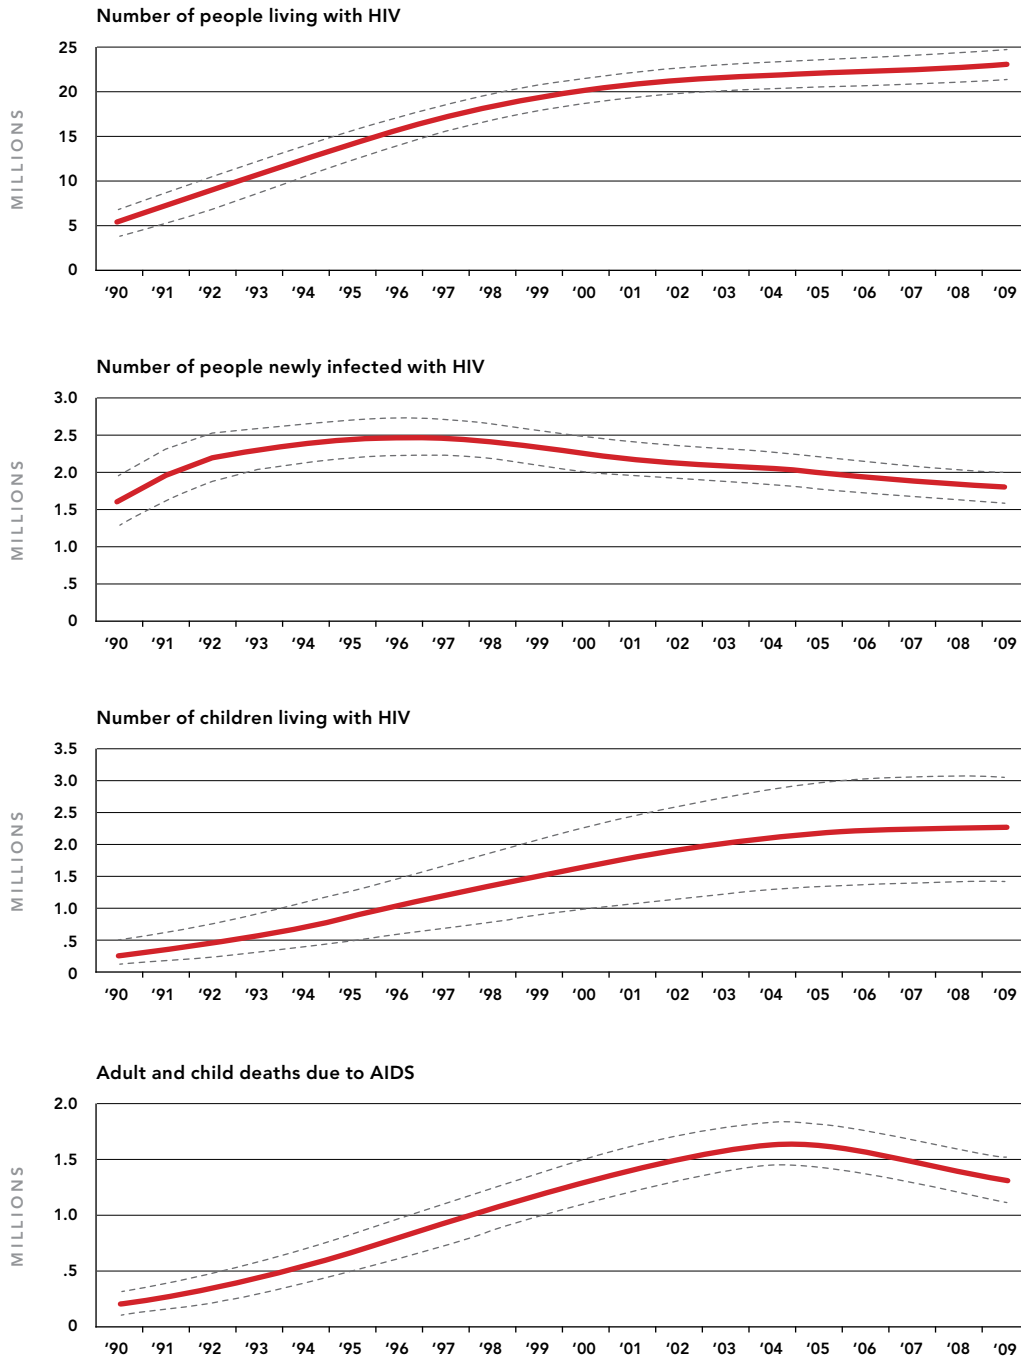 Number of people living with HIV
MILLIONS
25
20
15
10
5
0
‘90 ‘91 ‘92 ‘93 ‘94 ‘95 ‘96 ‘97 ‘98 ‘99 ‘00 ‘01 ‘02 ‘03 ‘04 ‘05 ‘06 ‘07 ‘08 ‘09
Number of people newly infected with HIV
MILLIONS
3.0
2.5
2.0
1.5
1.0
.5
0
‘90 ‘91 ‘92 ‘93 ‘94 ‘95 ‘96 ‘97 ‘98 ‘99 ‘00 ‘01 ‘02 ‘03 ‘04 ‘05 ‘06 ‘07 ‘08 ‘09
Number of children living with HIV
MILLIONS
3.5
3.0
2.5
2.0
1.5
1.0
.5
0
‘90 ‘91 ‘92 ‘93 ‘94 ‘95 ‘96 ‘97 ‘98 ‘99 ‘00 ‘01 ‘02 ‘03 ‘04 ‘05 ‘06 ‘07 ‘08 ‘09
Adult and child deaths due to AIDS
MILLIONS
2.0
1.5
1.0
.5
0
‘90 ‘91 ‘92 ‘93 ‘94 ‘95 ‘96 ‘97 ‘98 ‘99 ‘00 ‘01 ‘02 ‘03 ‘04 ‘05 ‘06 ‘07 ‘08 ‘09